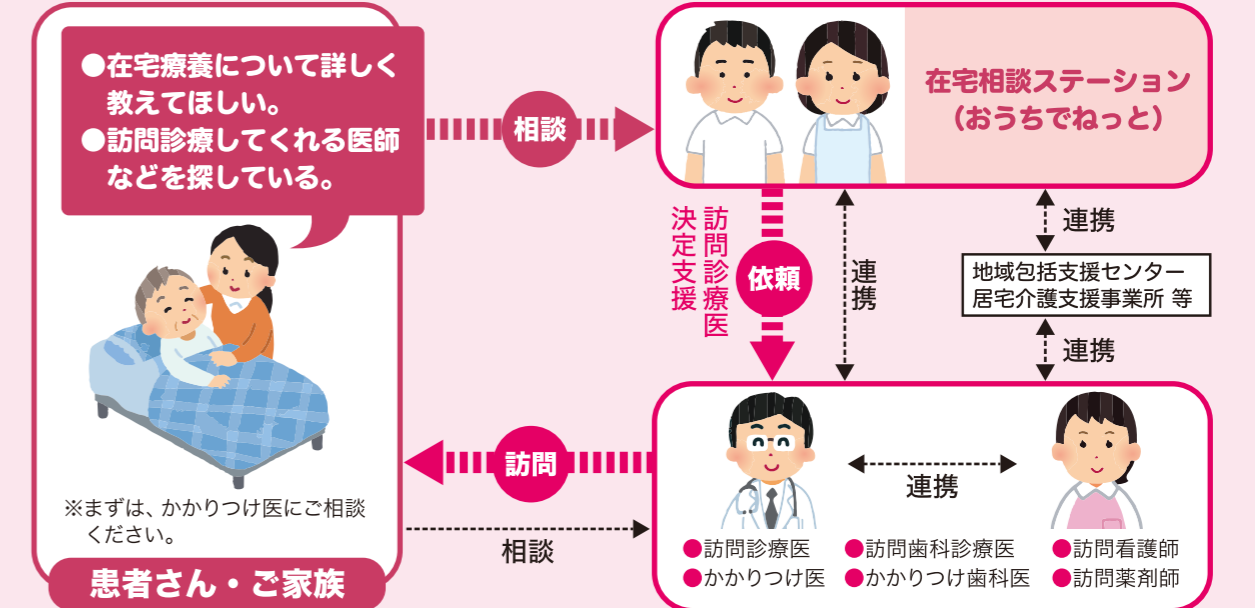 ●在宅療養について詳しく
教えてほしい。
●訪問診療してくれる医師
などを探している。
※まずは、かかりつけ医にご相談
ください。
患者さん・ご家族
相談
在宅相談ステーション
（おうちでねっと）
訪問診療医
決定支援
依頼
連携
連携
地域包括支援センター
居宅介護支援事業所 等
連携
訪問
相談
連携
●訪問診療医
●かかりつけ医
●訪問歯科診療医
●かかりつけ歯科医
●訪問看護師
●訪問薬剤師